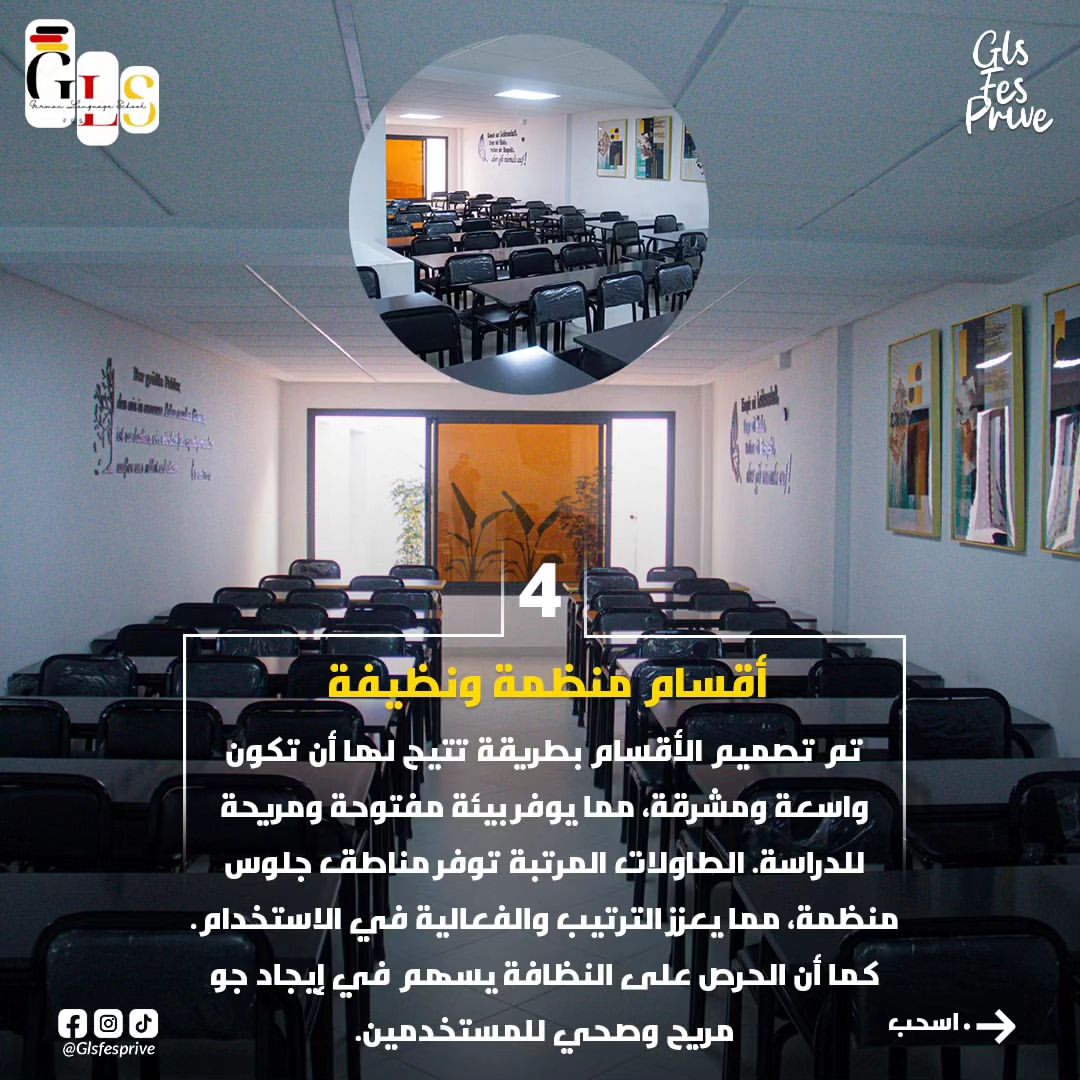 GLS
German Language School
Gls
Fes
Prive
4
أقسام منظمة ونظيفة
تم تصميم الأقسام بطريقة تتيح لها أن تكون
واسعة ومشرقة، مما يوفر بيئة مفتوحة ومريحة
للدراسة. الطاولات المرتبة توفر مناطق جلوس
منظمة، مما يعزز الترتيب والفعالية في الاستخدام.
كما أن الحرص على النظافة يسهم في إيجاد جو
مريح وصحي للمستخدمين.
@Glsfesprive
اسحب